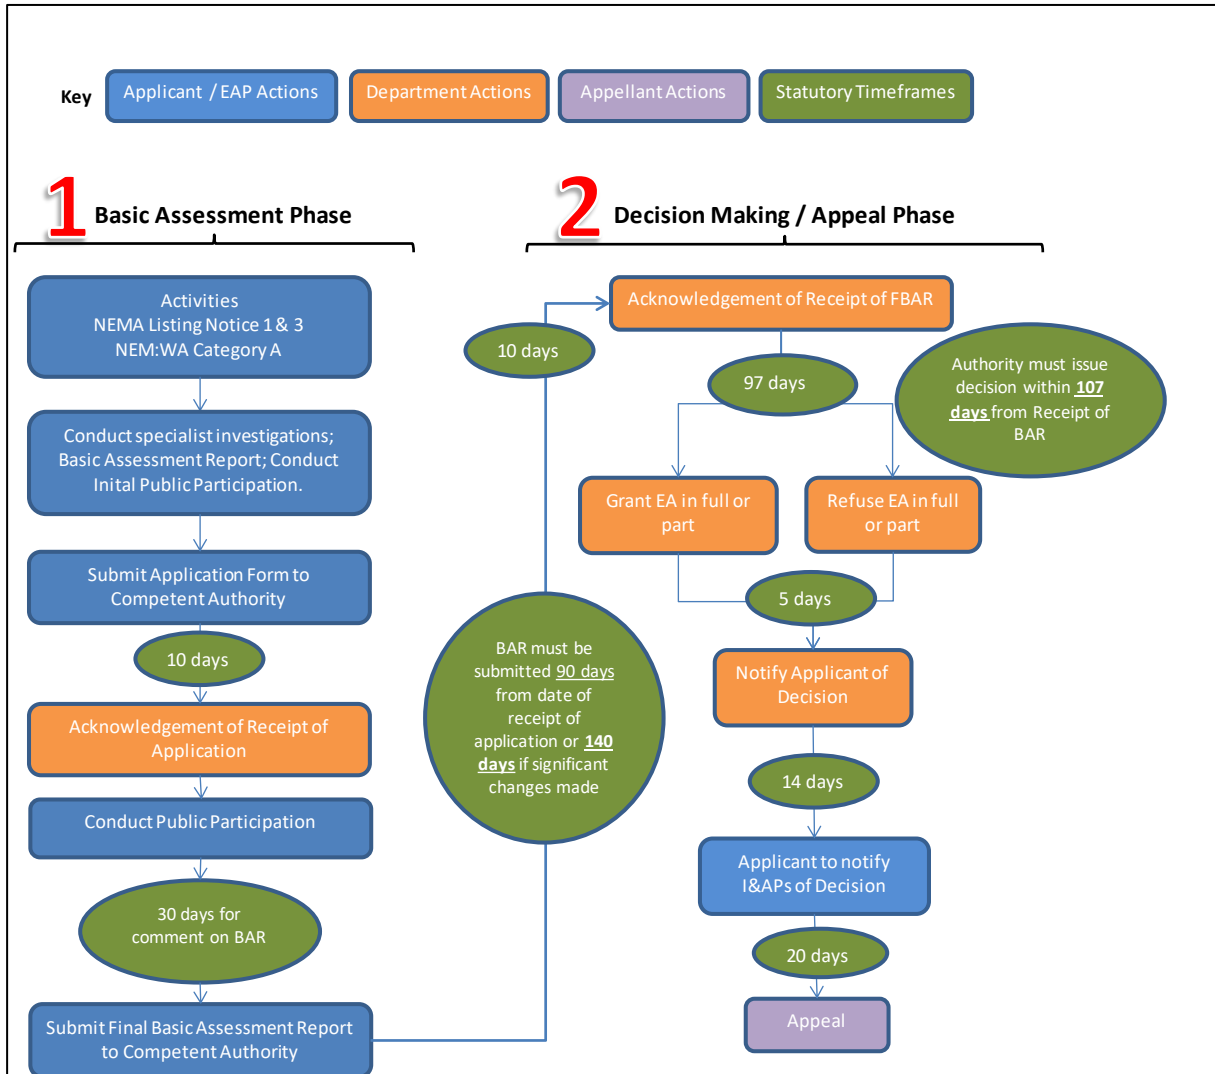 Key
Applicant / EAP Actions
Department Actions
Appellant Actions
Statutory Timeframes
1
Basic Assessment Phase
Activities
NEMA Listing Notice 1 & 3
NEM:WA Category A
Conduct specialist investigations;
Basic Assessment Report; Conduct
Inital Public Participation.
Submit Application Form to
Competent Authority
10 days
Acknowledgement of Receipt of
Application
Conduct Public Participation
30 days for
comment on BAR
Submit Final Basic Assessment Report
to Competent Authority
BAR must be
submitted 90 days
from date of
receipt of
application or 140
days if significant
changes made
10 days
2
Decision Making / Appeal Phase
Acknowledgement of Receipt of FBAR
97 days
Authority must issue
decision within 107
days from Receipt of
BAR
Grant EA in full or
part
Refuse EA in full
or part
5 days
Notify Applicant of
Decision
14 days
Applicant to notify
I&APs of Decision
20 days
Appeal